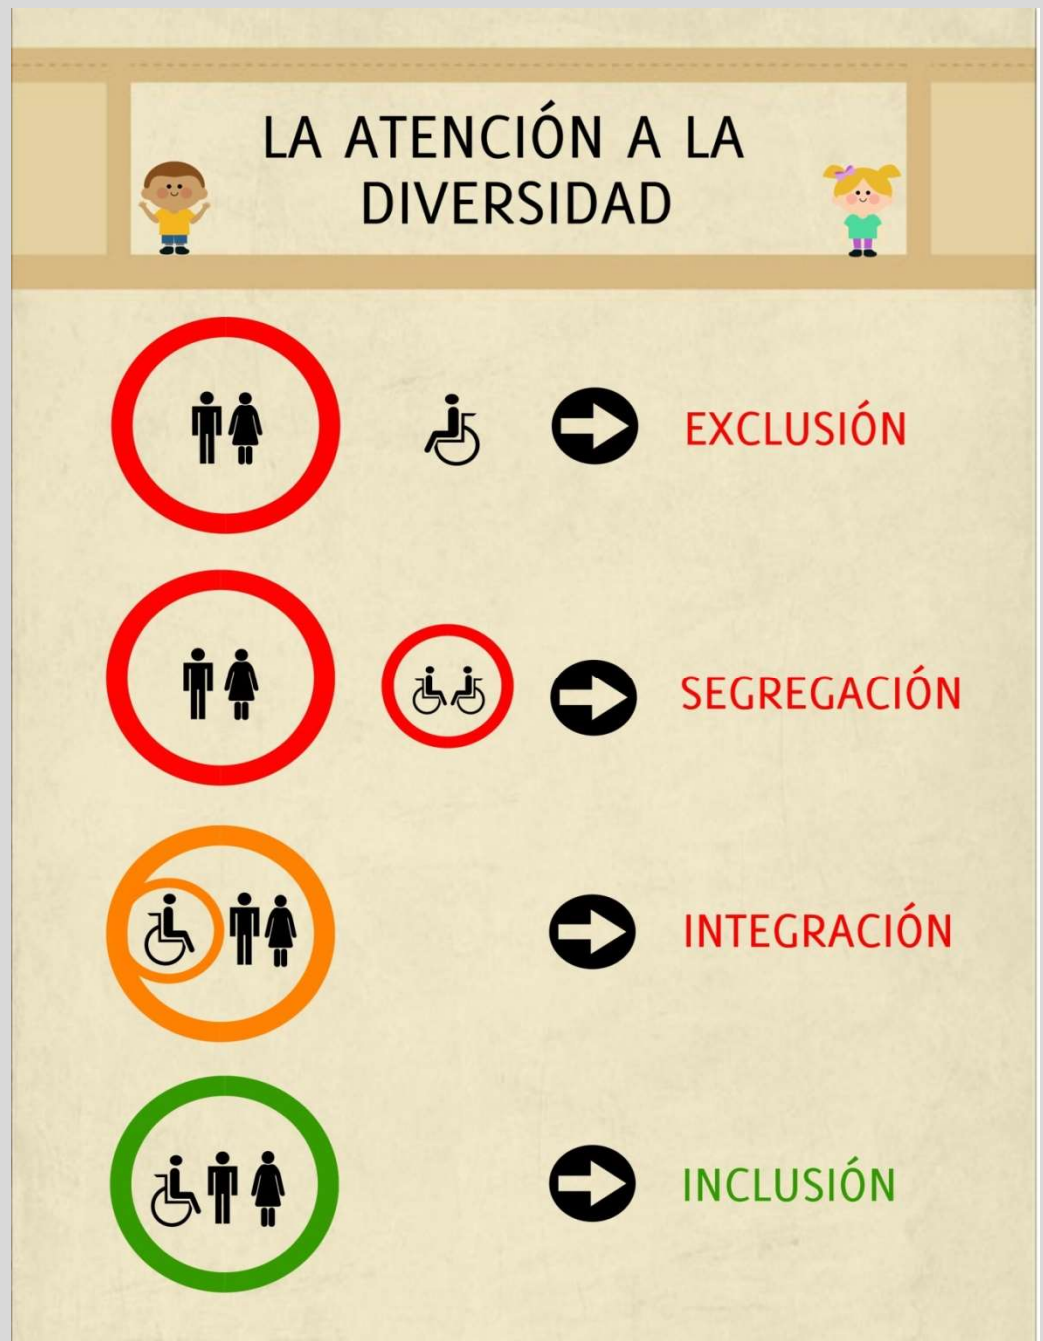 LA ATENCIÓN A LA
DIVERSIDAD
EXCLUSIÓN
SEGREGACIÓN
INTEGRACIÓN
INCLUSIÓN